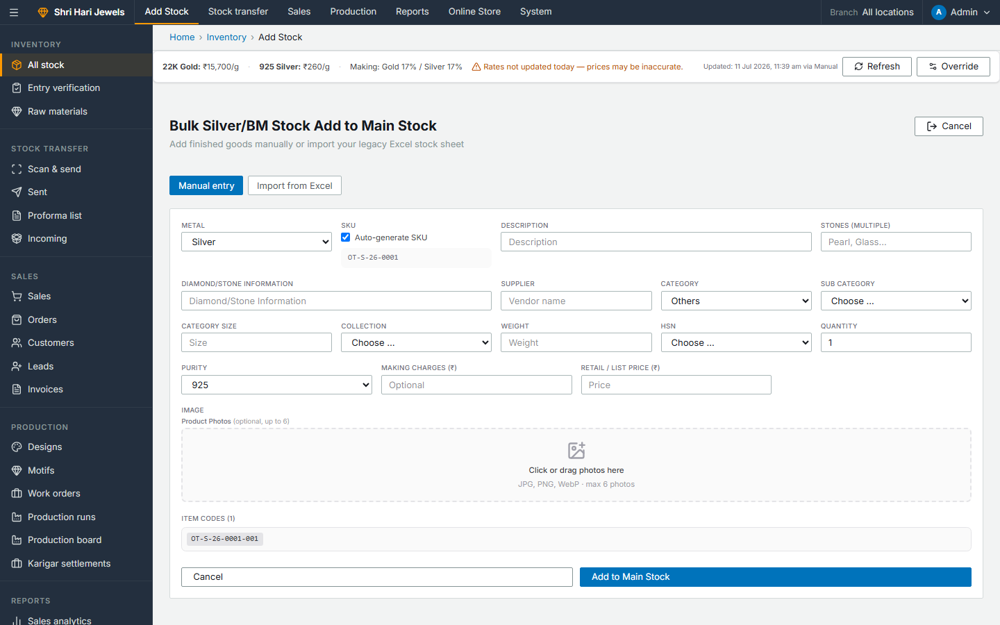 Shri Hari Jewels
Add Stock
Stock transfer
Sales
Production
Reports
Online Store
System
Branch All locations
A Admin
INVENTORY
All stock
Entry verification
Raw materials
STOCK TRANSFER
Scan & send
Sent
Proforma list
Incoming
SALES
Sales
Orders
Customers
Leads
Invoices
PRODUCTION
Designs
Motifs
Work orders
Production runs
Production board
Karigar settlements
REPORTS
Sales analytics
Home › Inventory › Add Stock
22K Gold: ₹15,700/g · 925 Silver: ₹260/g · Making: Gold 17% / Silver 17% Rates not updated today — prices may be inaccurate. Updated: 11 Jul 2026, 11:39 am via Manual Refresh Override
Bulk Silver/BM Stock Add to Main Stock
Cancel
Add finished goods manually or import your legacy Excel stock sheet
Manual entry
Import from Excel
METAL
Silver
SKU
Auto-generate SKU
OT-S-26-0001
DESCRIPTION
Description
STONES (MULTIPLE)
Pearl, Glass...
DIAMOND/STONE INFORMATION
Diamond/Stone Information
SUPPLIER
Vendor name
CATEGORY
Others
SUB CATEGORY
Choose ...
CATEGORY SIZE
Size
COLLECTION
Choose ...
WEIGHT
Weight
HSN
Choose ...
QUANTITY
1
PURITY
925
MAKING CHARGES (₹)
Optional
RETAIL / LIST PRICE (₹)
Price
IMAGE
Product Photos (optional, up to 6)
Click or drag photos here
JPG, PNG, WebP · max 6 photos
ITEM CODES (1)
OT-S-26-0001-001
Cancel
Add to Main Stock